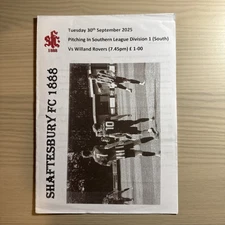 Tuesday 30th September 2025
Pitching In Southern League Division 1 (South)
Vs Willand Rovers (7.45pm) £ 1-00
1888
SHAFTESBURY FC 1888